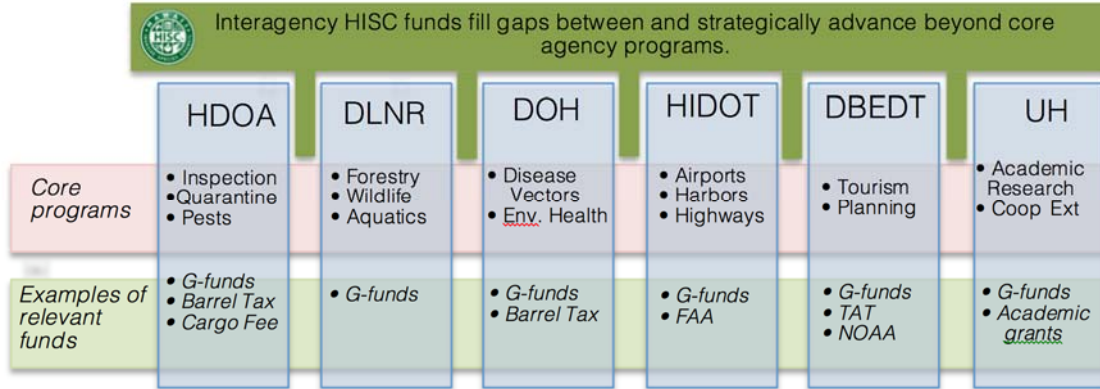 Interagency HISC funds fill gaps between and strategically advance beyond core
agency programs.
HISC
HDOA
DLNR
DOH
HIDOT
DBEDT
UH
Core
programs
• Inspection
•Quarantine
• Pests
• Forestry
• Wildlife
• Aquatics
• Disease
Vectors
• Env. Health
• Airports
• Harbors
• Highways
• Tourism
• Planning
• Academic
Research
• Coop Ext
Examples of
relevant
funds
• G-funds
• Barrel Tax
• Cargo Fee
• G-funds
• G-funds
• Barrel Tax
• G-funds
• FAA
• G-funds
• TAT
• NOAA
• G-funds
• Academic
grants